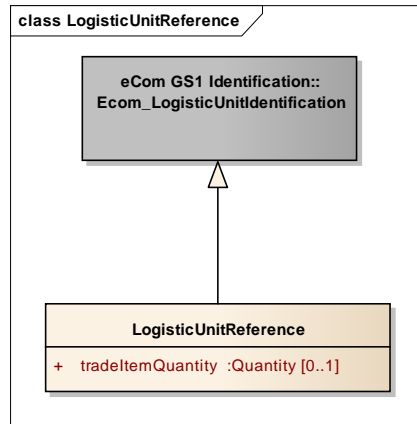 class LogisticUnitReference
eCom GS1 Identification::
Ecom_LogisticUnitIdentification
LogisticUnitReference
+ tradeItemQuantity :Quantity [0..1]